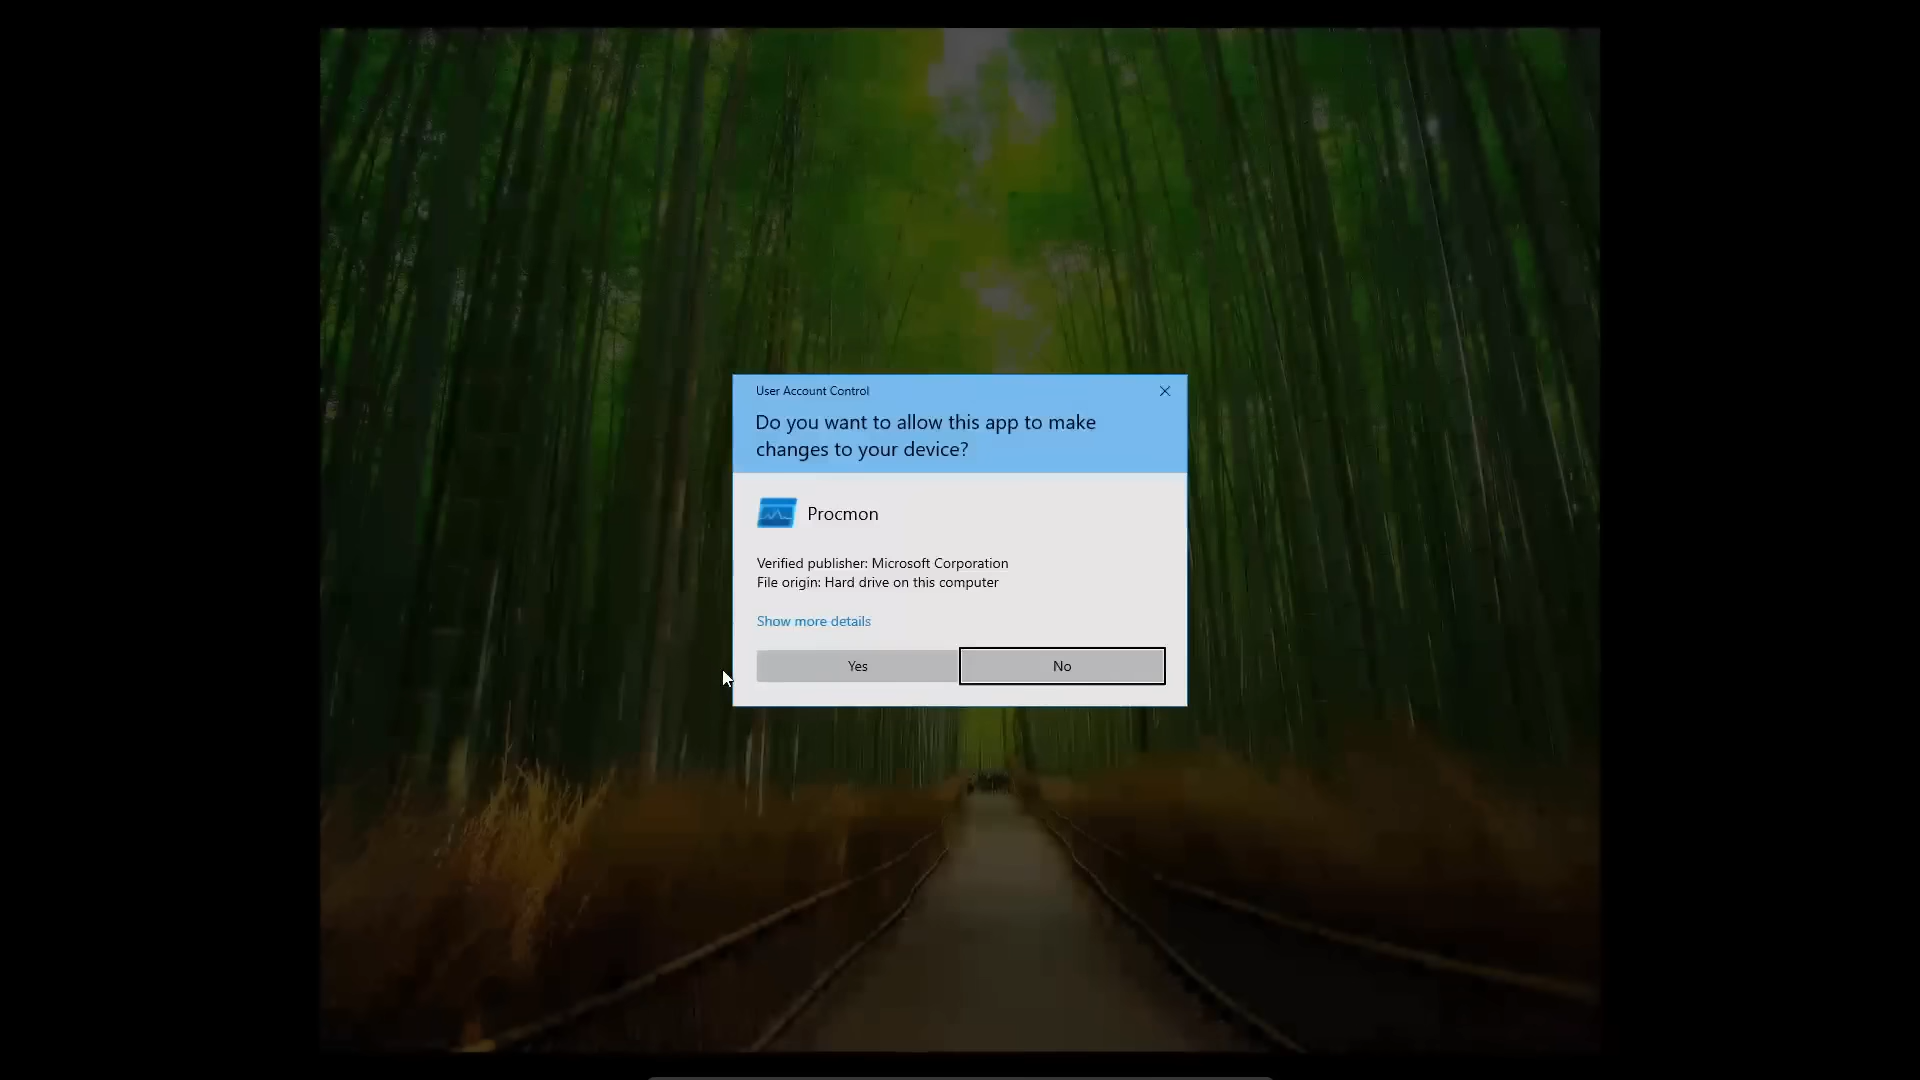 User Account Control
Do you want to allow this app to make
changes to your device?
Procmon
Verified publisher: Microsoft Corporation
File origin: Hard drive on this computer
Show more details
Yes
No